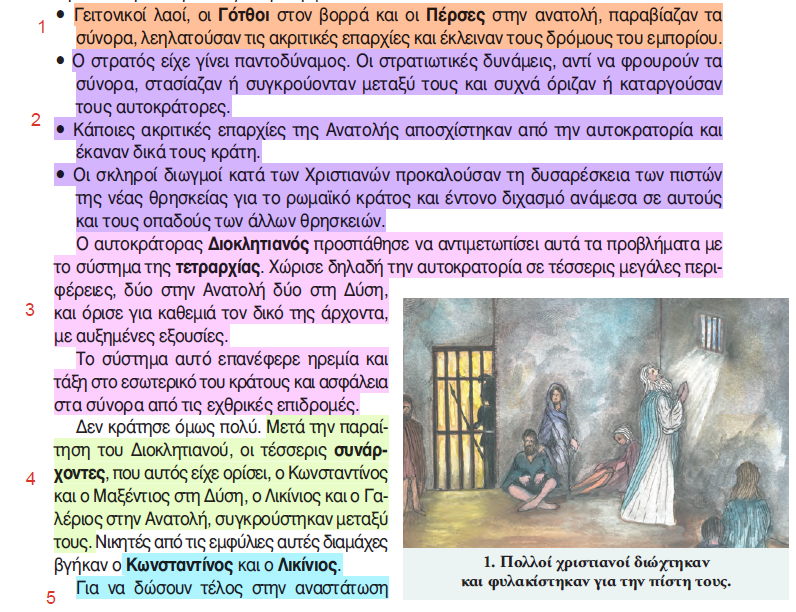 1
• Γειτονικοί λαοί, οι Γότθοι στον βορρά και οι Πέρσες στην ανατολή, παραβίαζαν τα
σύνορα, λεηλατούσαν τις ακριτικές επαρχίες και έκλειναν τους δρόμους του εμπορίου.
• Ο στρατός είχε γίνει παντοδύναμος. Οι στρατιωτικές δυνάμεις, αντί να φρουρούν τα
σύνορα, στασίαζαν ή συγκρούονταν μεταξύ τους και συχνά όριζαν ή καταργούσαν
τους αυτοκράτορες.
2
• Κάποιες ακριτικές επαρχίες της Ανατολής αποσχίστηκαν από την αυτοκρατορία και
έκαναν δικά τους κράτη.
• Οι σκληροί διωγμοί κατά των Χριστιανών προκαλούσαν τη δυσαρέσκεια των πιστών
της νέας θρησκείας για το ρωμαϊκό κράτος και έντονο διχασμό ανάμεσα σε αυτούς
και τους οπαδούς των άλλων θρησκειών.
Ο αυτοκράτορας Διοκλητιανός προσπάθησε να αντιμετωπίσει αυτά τα προβλήματα με
το σύστημα της τετραρχίας. Χώρισε δηλαδή την αυτοκρατορία σε τέσσερις μεγάλες περι-
φέρειες, δύο στην Ανατολή δύο στη Δύση,
3
και όρισε για καθεμιά τον δικό της άρχοντα,
με αυξημένες εξουσίες.
Το σύστημα αυτό επανέφερε ηρεμία και
τάξη στο εσωτερικό του κράτους και ασφάλεια
στα σύνορα από τις εχθρικές επιδρομές.
Δεν κράτησε όμως πολύ. Μετά την παραί-
τηση του Διοκλητιανού, οι τέσσερις συνάρ-
4
χοντες, που αυτός είχε ορίσει, ο Κωνσταντίνος
και ο Μαξέντιος στη Δύση, ο Λικίνιος και ο Γα-
λέριος στην Ανατολή, συγκρούστηκαν μεταξύ
τους. Νικητές από τις εμφύλιες αυτές διαμάχες
βγήκαν ο Κωνσταντίνος και ο Λικίνιος.
5
Για να δώσουν τέλος στην αναστάτωση
1. Πολλοί χριστιανοί διώχτηκαν
και φυλακίστηκαν για την πίστη τους.